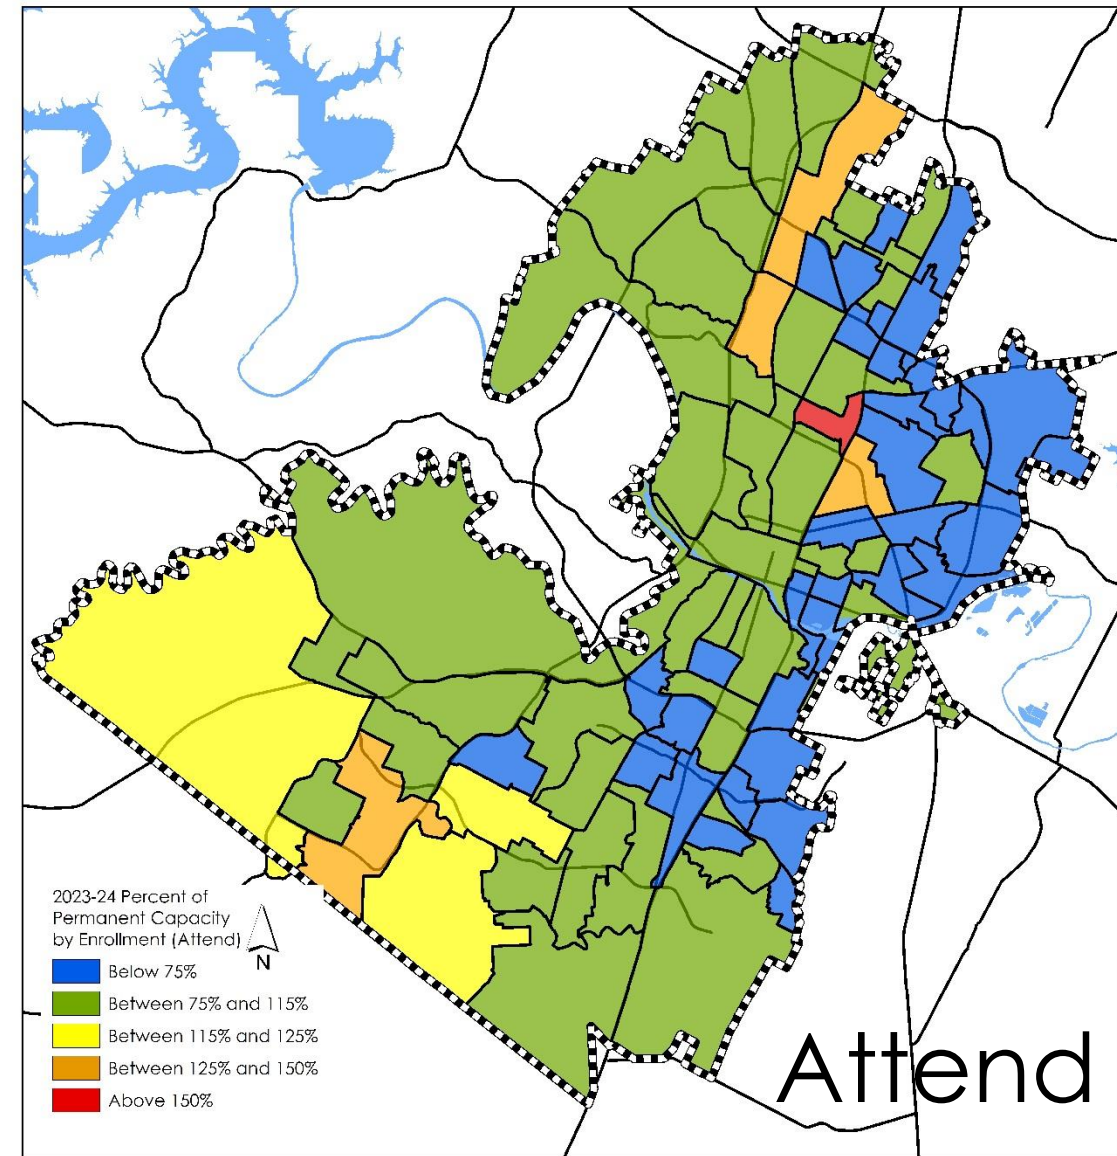 2023-24 Percent of
Permanent Capacity
by Enrollment (Attend)
N
Below 75%
Between 75% and 115%
Between 115% and 125%
Between 125% and 150%
Above 150%
Attend